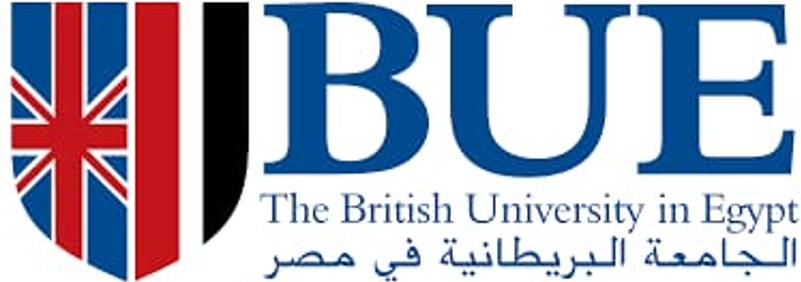 BUE
The British University in Egypt
الجامعة البريطانية في مصر